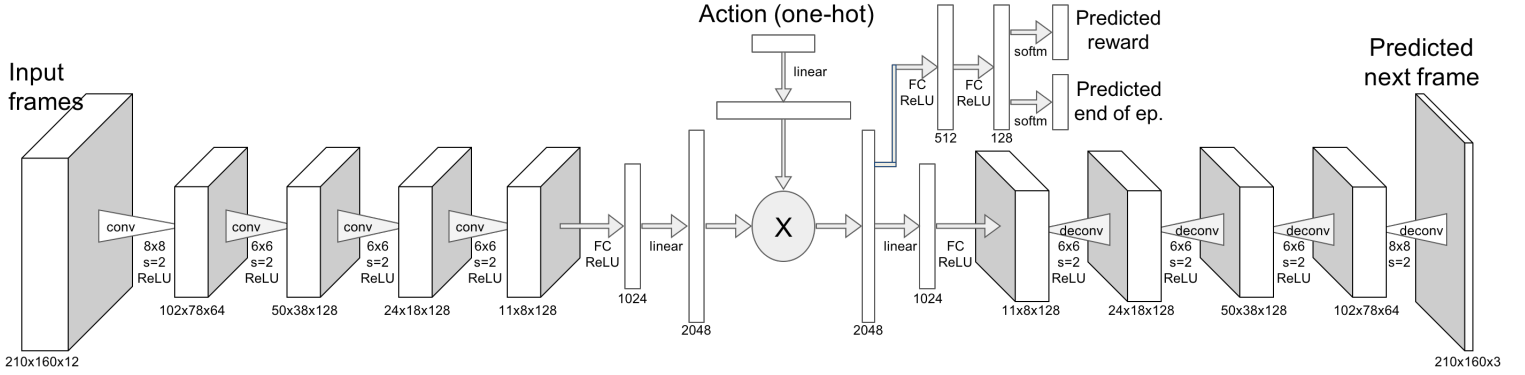 Input
frames
210x160x12
conv
8x8
s=2
ReLU
102x78x64
conv
6x6
s=2
ReLU
50x38x128
conv
6x6
s=2
ReLU
24x18x128
conv
6x6
s=2
ReLU
11x8x128
FC
ReLU
1024
linear
2048
Action (one-hot)
linear
X
2048
FC
ReLU
512
FC
ReLU
128
softm
Predicted
reward
softm
Predicted
end of ep.
linear
1024
FC
ReLU
11x8x128
deconv
6x6
s=2
ReLU
24x18x128
deconv
6x6
s=2
ReLU
50x38x128
deconv
6x6
s=2
ReLU
102x78x64
deconv
8x8
s=2
Predicted
next frame
210x160x3